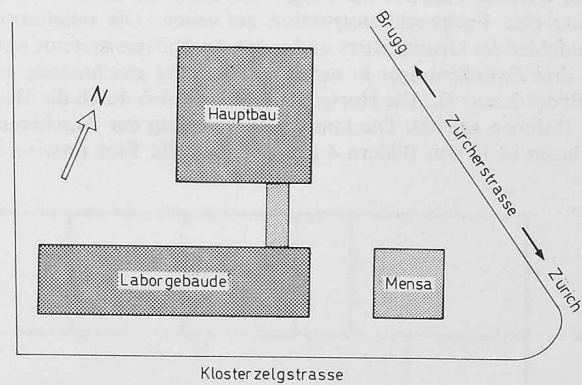 Brugg
N
Hauptbau
Zürcherstrasse
Laborgebäude
Mensa
Zürich
Klosterzelgstrasse